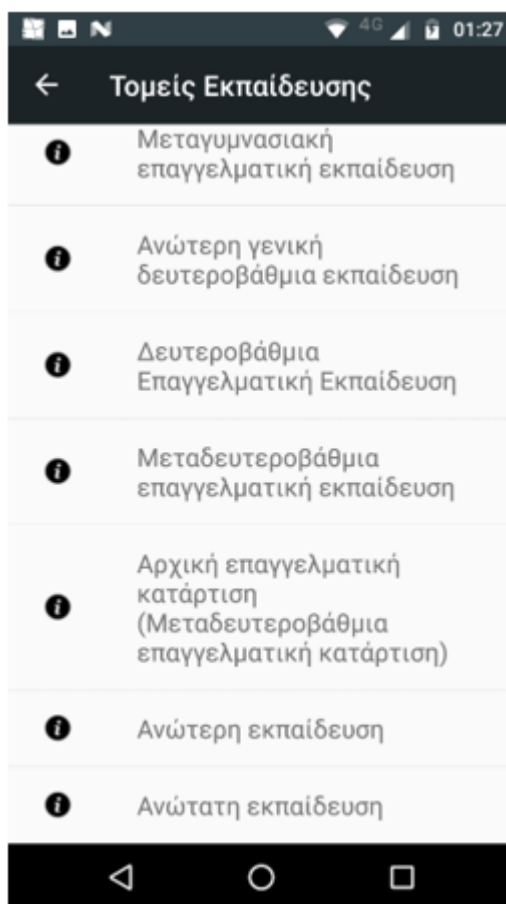 4G 01:27
Τομείς Εκπαίδευσης
Μεταγυμνασιακή
επαγγελματική εκπαίδευση
Ανώτερη γενική
δευτεροβάθμια εκπαίδευση
Δευτεροβάθμια
Επαγγελματική Εκπαίδευση
Μεταδευτεροβάθμια
επαγγελματική εκπαίδευση
Αρχική επαγγελματική
κατάρτιση
(Μεταδευτεροβάθμια
επαγγελματική κατάρτιση)
Ανώτερη εκπαίδευση
Ανώτατη εκπαίδευση